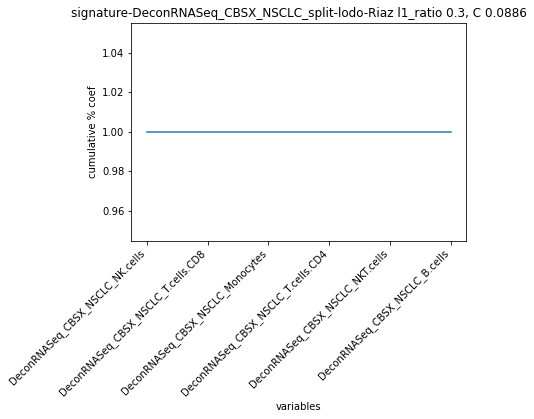 signature-DeconRNASeq_CBSX_NSCLC_split-lodo-Riaz l1_ratio 0.3, C 0.0886
cumulative % coef
1.04
1.02
1.00
0.98
0.96
DeconRNASeq_CBSX_NSCLC_NK.cells
DeconRNASeq_CBSX_NSCLC_T.cells.CD8
DeconRNASeq_CBSX_NSCLC_Monocytes
DeconRNASeq_CBSX_NSCLC_T.cells.CD4
DeconRNASeq_CBSX_NSCLC_NKT.cells
DeconRNASeq_CBSX_NSCLC_B.cells
variables